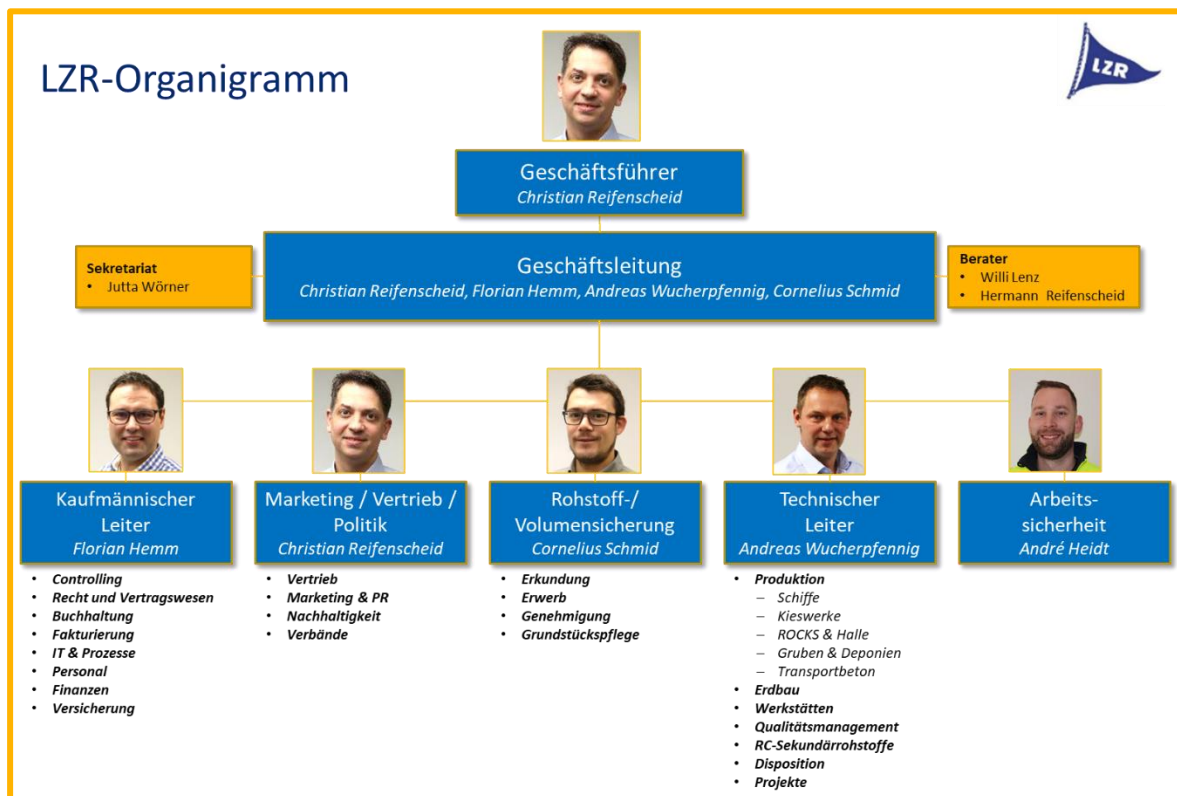 LZR-Organigramm
LZR
Geschäftsführer
Christian Reifenscheid
Sekretariat
• Jutta Wörner
Geschäftsleitung
Christian Reifenscheid, Florian Hemm, Andreas Wucherpfennig, Cornelius Schmid
Berater
• Willi Lenz
• Hermann Reifenscheid
Kaufmännischer
Leiter
Florian Hemm
• Controlling
• Recht und Vertragswesen
• Buchhaltung
• Fakturierung
• IT & Prozesse
• Personal
• Finanzen
• Versicherung
Marketing / Vertrieb /
Politik
Christian Reifenscheid
• Vertrieb
• Marketing & PR
• Nachhaltigkeit
• Verbände
Rohstoff-/
Volumensicherung
Cornelius Schmid
• Erkundung
• Erwerb
• Genehmigung
• Grundstückspflege
Technischer
Leiter
Andreas Wucherpfennig
• Produktion
– Schiffe
– Kieswerke
– ROCKS & Halle
– Gruben & Deponien
– Transportbeton
• Erdbau
• Werkstätten
• Qualitätsmanagement
• RC-Sekundärrohstoffe
• Disposition
• Projekte
Arbeits-
sicherheit
André Heidt